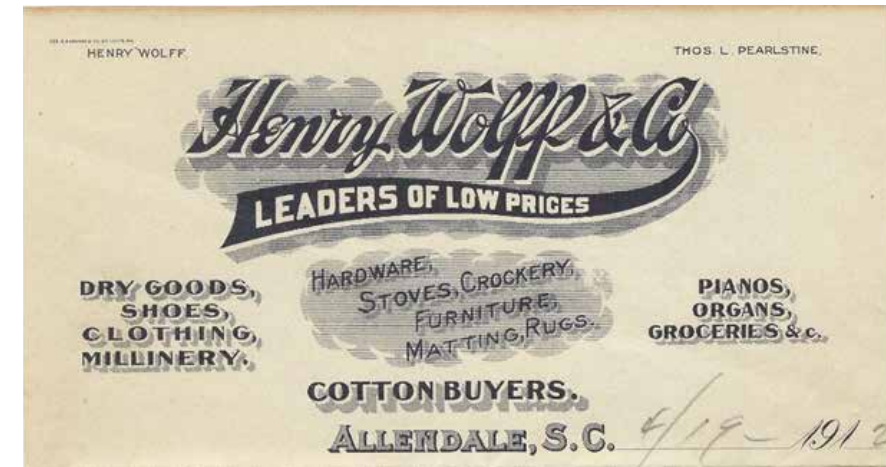 HENRY WOLFF.
THOS. L. PEARLSTINE,
Henry Wolff & Co
LEADERS OF LOW PRICES
DRY GOODS,
SHOES,
CLOTHING,
MILLINERY.
HARDWARE,
STOVES, CROCKERY,
FURNITURE,
MATTING, RUGS.
PIANOS,
ORGANS,
GROCERIES & c.
COTTON BUYERS.
ALLENDALE, S.C. 4/19 - 1912